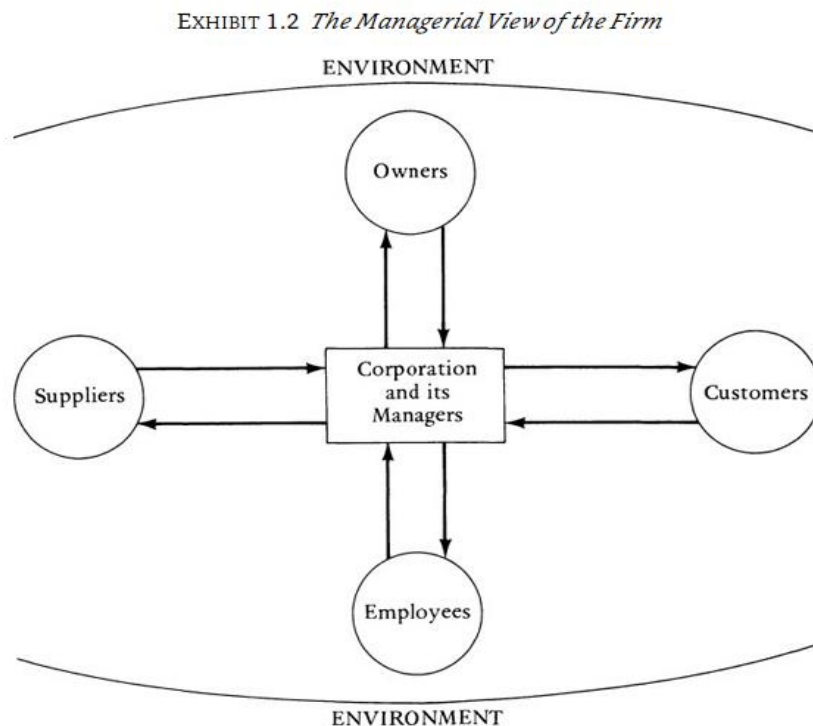 EXHIBIT 1.2 The Managerial View of the Firm
ENVIRONMENT
Owners
Suppliers
Corporation
and its
Managers
Customers
Employees
ENVIRONMENT